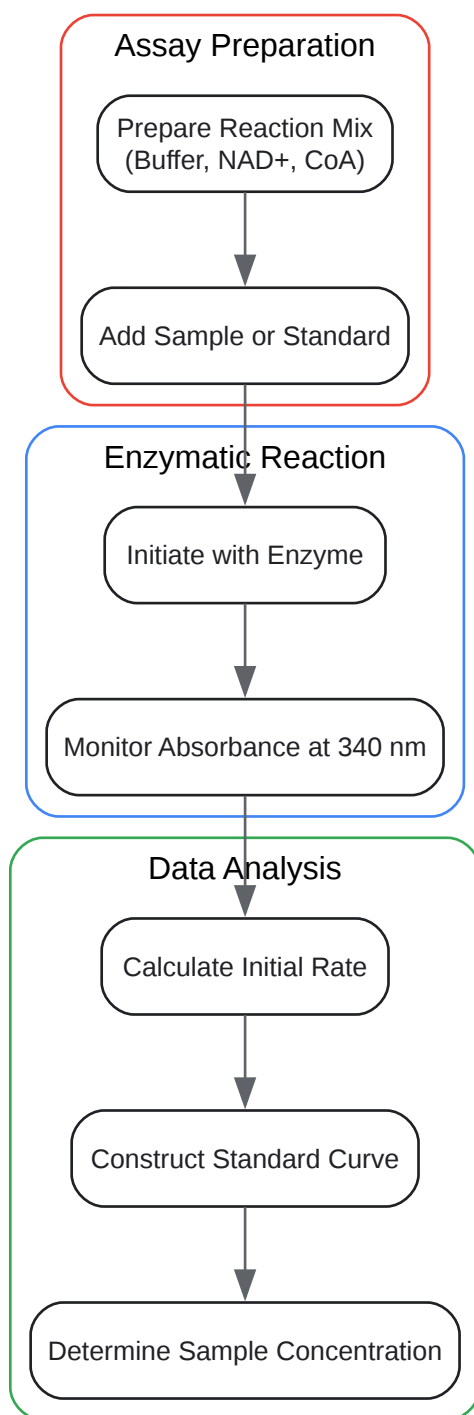 Assay Preparation
Prepare Reaction Mix
(Buffer, NAD+, CoA)
Add Sample or Standard
Enzymatic Reaction
Initiate with Enzyme
Monitor Absorbance at 340 nm
Data Analysis
Calculate Initial Rate
Construct Standard Curve
Determine Sample Concentration